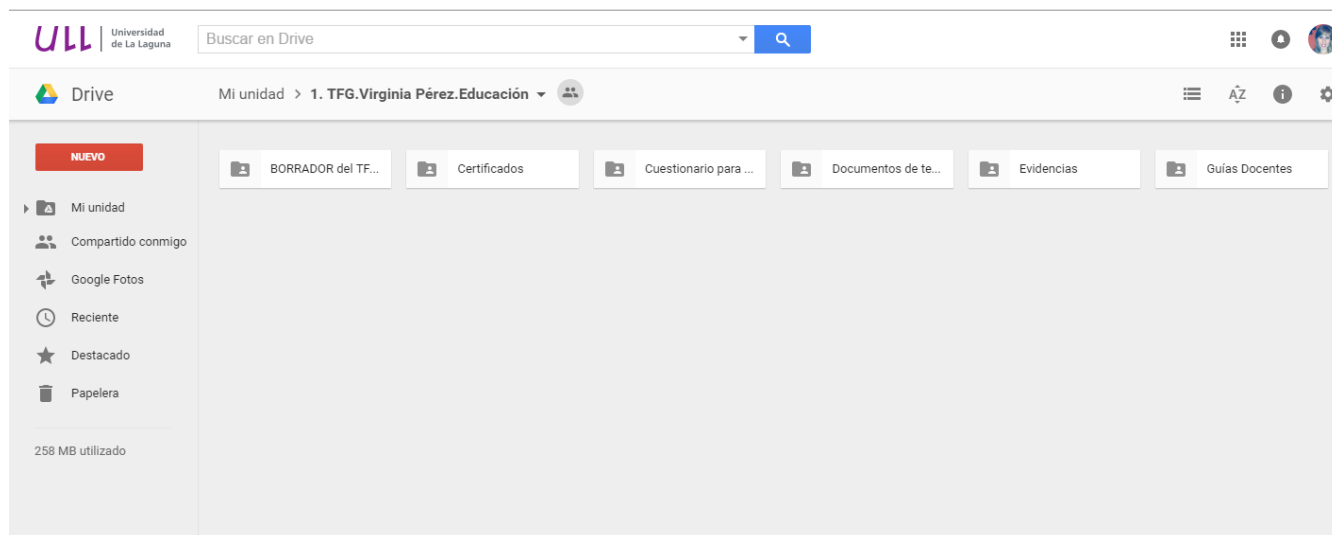 ULL Universidad
de La Laguna
Buscar en Drive
Drive
Mi unidad > 1. TFG.Virginia Pérez.Educación
AZ
NUEVO
BORRADOR del TF...
Certificados
Cuestionario para ...
Documentos de te...
Evidencias
Guías Docentes
Mi unidad
Compartido conmigo
Google Fotos
Reciente
Destacado
Papelera
258 MB utilizado